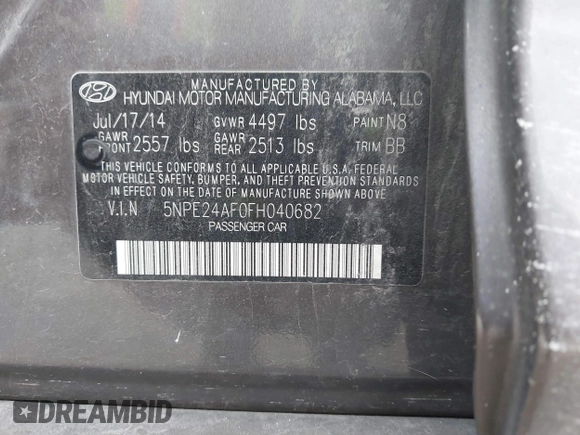 MANUFACTURED BY
HYUNDAI MOTOR MANUFACTURING ALABAMA, LLC
Jul/17/14 GVWR 4497 lbs PAINT N8
GAWR FRONT 2557 lbs GAWR REAR 2513 lbs TRIM BB
THIS VEHICLE CONFORMS TO ALL APPLICABLE U.S.A. FEDERAL
MOTOR VEHICLE SAFETY, BUMPER, AND THEFT PREVENTION STANDARDS
IN EFFECT ON THE DATE OF MANUFACTURE SHOWN ABOVE.
V.I.N 5NPE24AF0FH040682
PASSENGER CAR
DREAMBID